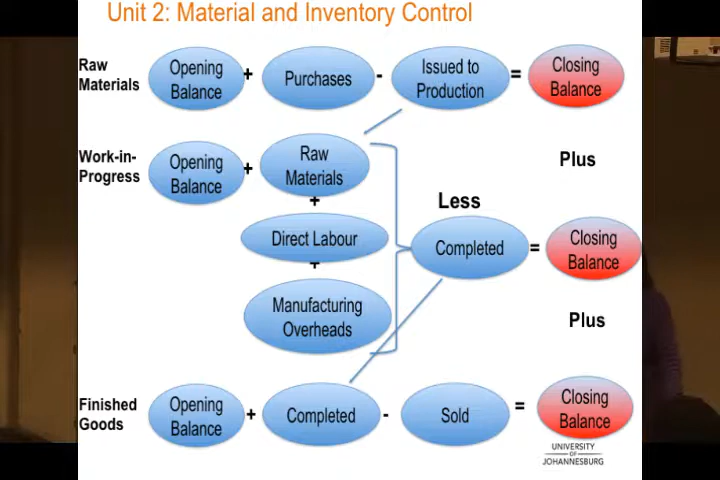 Unit 2: Material and Inventory Control
Raw
Materials
Opening
Balance
+
Purchases
-
Issued to
Production
=
Closing
Balance
Work-in-
Progress
Opening
Balance
+
Raw
Materials
Plus
+
Less
Direct Labour
Completed
=
Closing
Balance
+
Manufacturing
Overheads
Plus
Finished
Goods
Opening
Balance
+
Completed
-
Sold
=
Closing
Balance
UNIVERSITY
OF
JOHANNESBURG